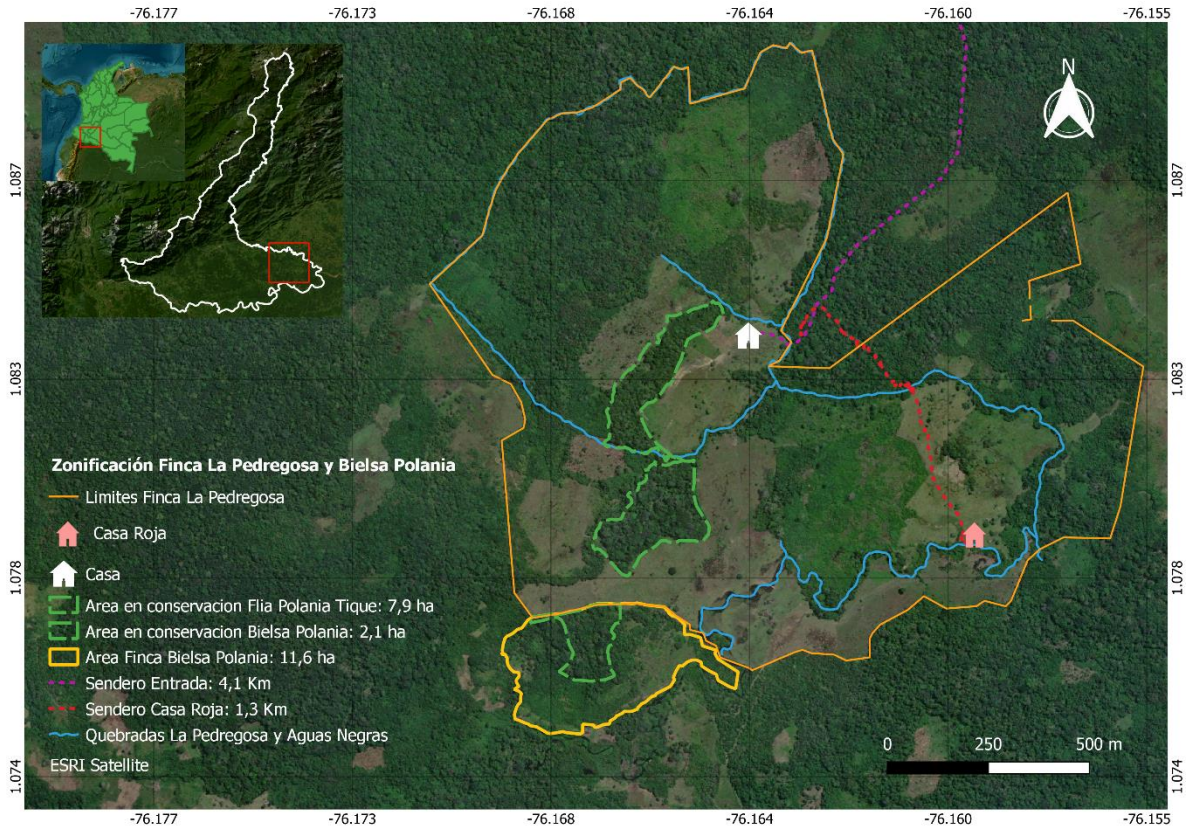 -76.177 -76.173 -76.168 -76.164 -76.160 -76.155
N
1.087 1.087
1.083 1.083
1.078 1.078
1.074 1.074
Zonificación Finca La Pedregosa y Bielsa Polania
Limites Finca La Pedregosa
Casa Roja
Casa
Area en conservacion Flia Polania Tique: 7,9 ha
Area en conservacion Bielsa Polania: 2,1 ha
Area Finca Bielsa Polania: 11,6 ha
Sendero Entrada: 4,1 Km
Sendero Casa Roja: 1,3 Km
Quebradas La Pedregosa y Aguas Negras
ESRI Satellite
0 250 500 m
-76.177 -76.173 -76.168 -76.164 -76.160 -76.155